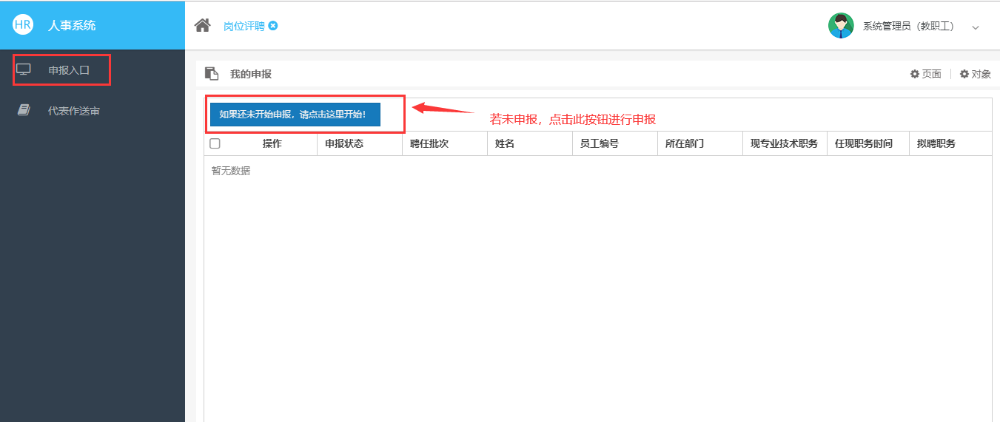 HR 人事系统
岗位评聘
系统管理员（教职工）
申报入口
代表作送审
我的申报
页面 对象
如果还未开始申报，请点击这里开始！
若未申报，点击此按钮进行申报
操作 申报状态 聘任批次 姓名 员工编号 所在部门 现专业技术职务 任现职务时间 拟聘职务
暂无数据